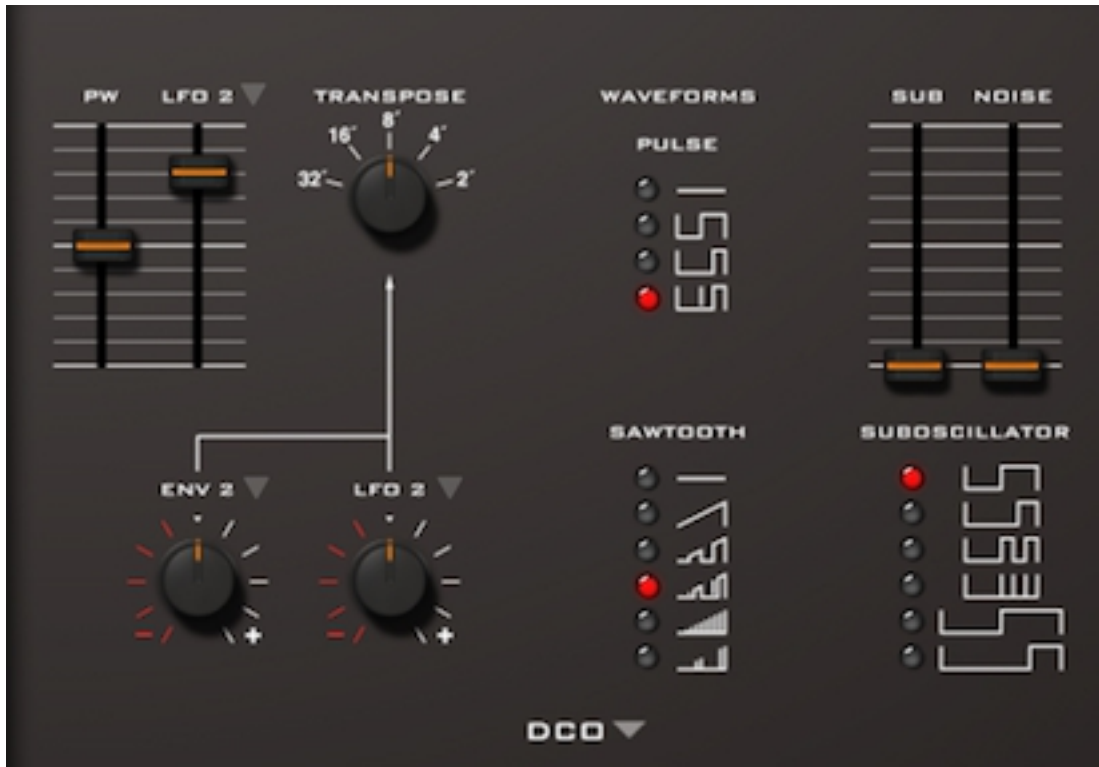 PW LFO 2 TRANSPOSE WAVEFORMS SUB NOISE
PULSE
32´ 16´ 8´ 4´ 2´
SAWTOOTH SUBOSCILLATOR
ENV 2 LFO 2
- + - +
DCO